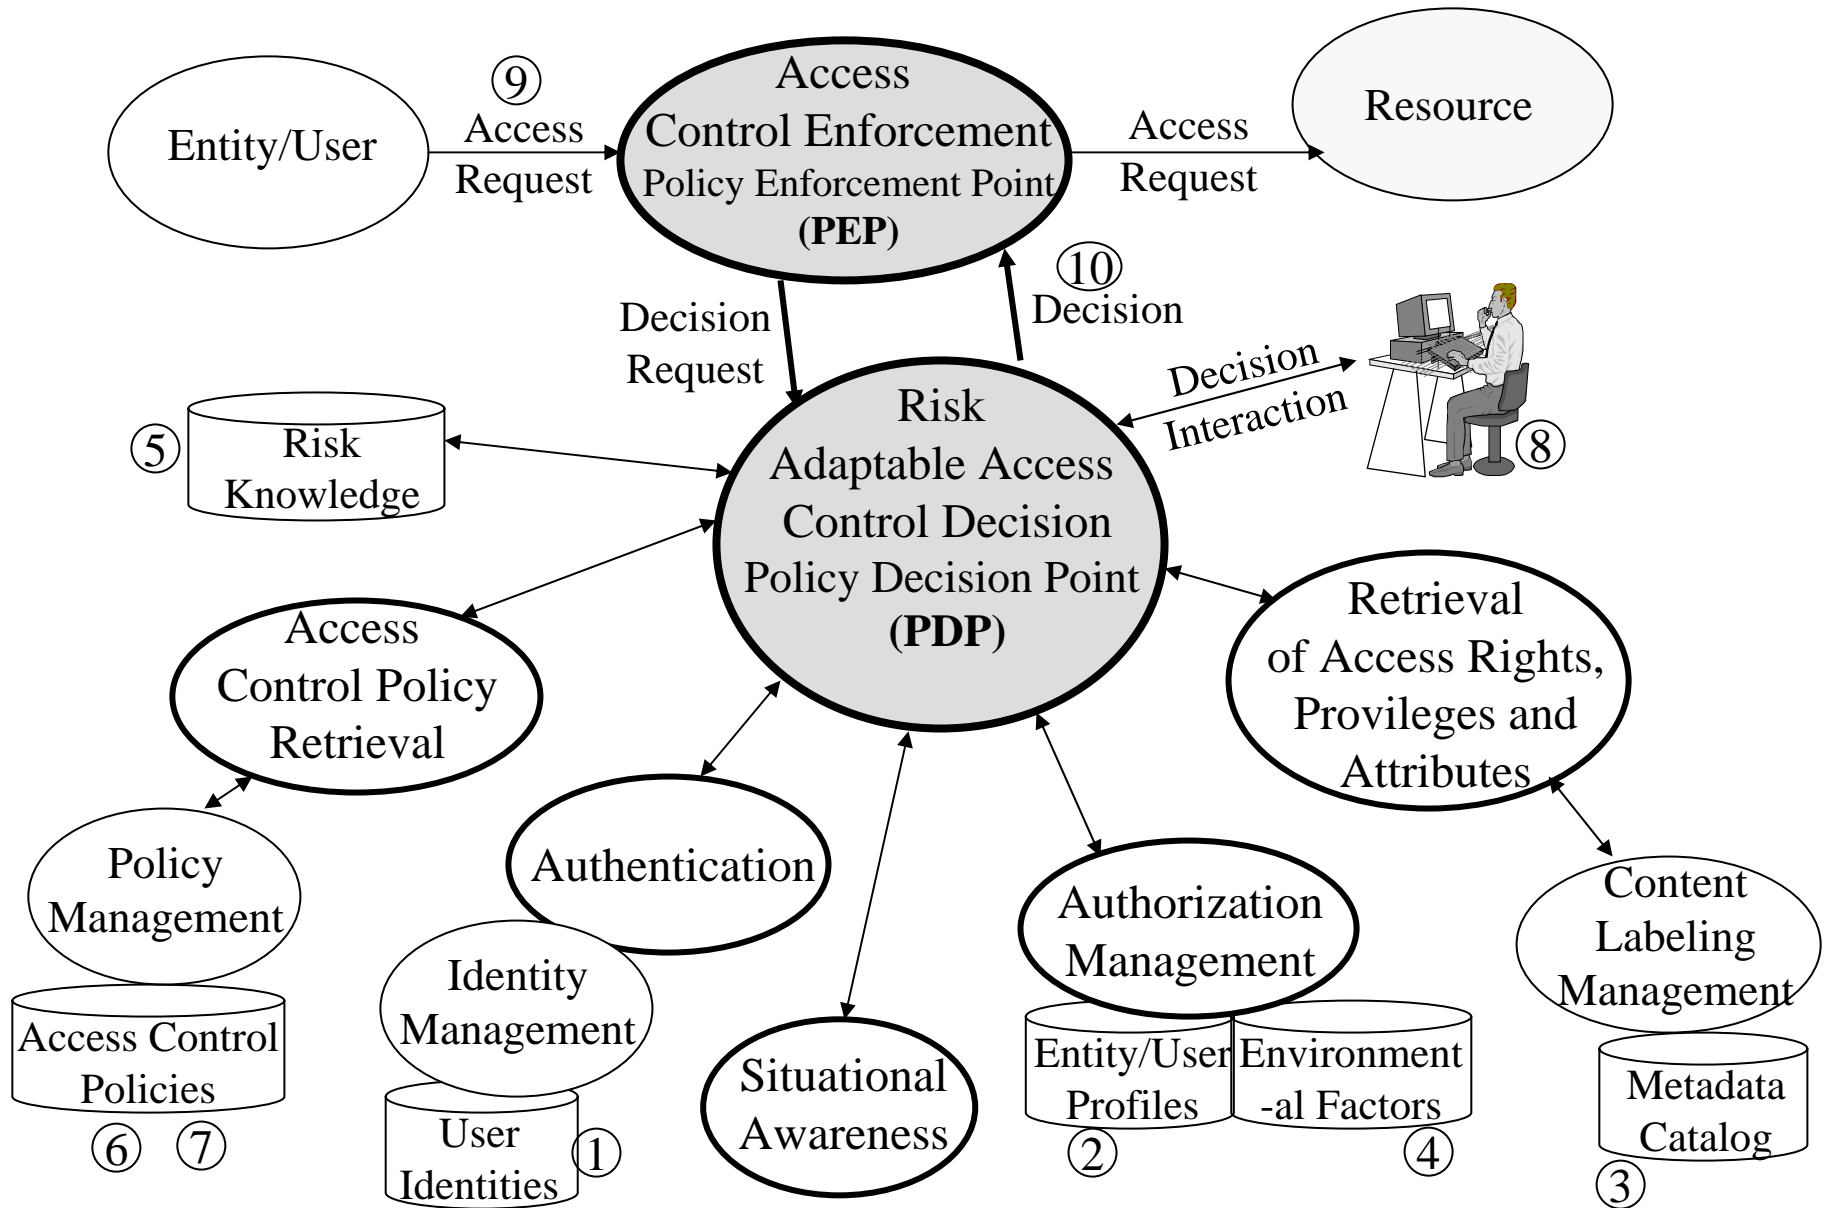 Entity/User
⑨
Access
Request
Access
Control Enforcement
Policy Enforcement Point
(PEP)
Access
Request
Resource
Decision
Request
⑩
Decision
Decision
Interaction
⑧
⑤
Risk
Knowledge
Risk
Adaptable Access
Control Decision
Policy Decision Point
(PDP)
Access
Control Policy
Retrieval
Retrieval
of Access Rights,
Provileges and
Attributes
Policy
Management
Access Control
Policies
⑥ ⑦
Authentication
Identity
Management
User
Identities
①
Situational
Awareness
Authorization
Management
Entity/User
Profiles
②
Environment
-al Factors
④
Content
Labeling
Management
Metadata
Catalog
③